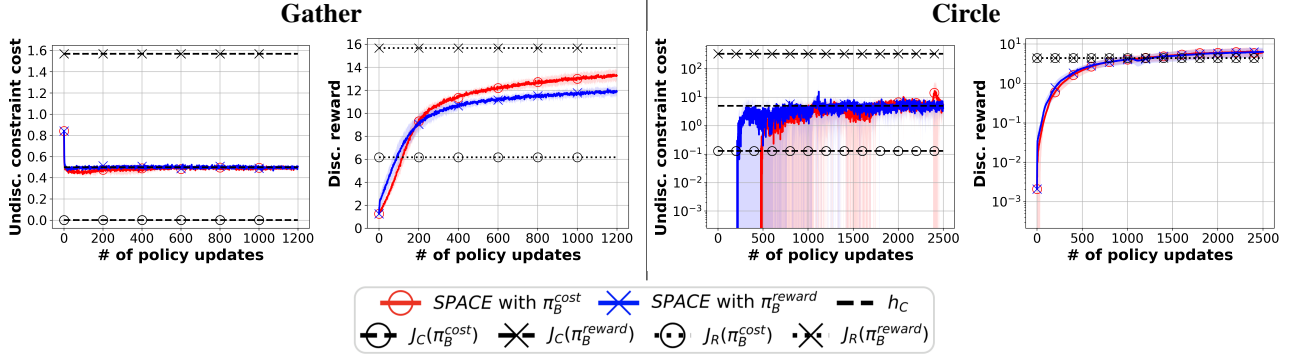 Gather
Circle
Undisc. constraint cost
1.6
1.4
1.2
1.0
0.8
0.6
0.4
0.2
0.0
0 200 400 600 800 1000 1200
# of policy updates
Disc. reward
16
14
12
10
8
6
4
2
0
0 200 400 600 800 1000 1200
# of policy updates
Undisc. constraint cost
10²
10¹
10⁰
10⁻¹
10⁻²
10⁻³
0 500 1000 1500 2000 2500
# of policy updates
Disc. reward
10¹
10⁰
10⁻¹
10⁻²
10⁻³
0 500 1000 1500 2000 2500
# of policy updates
SPACE with π_B^cost SPACE with π_B^reward h_C
J_C(π_B^cost) J_C(π_B^reward) J_R(π_B^cost) J_R(π_B^reward)